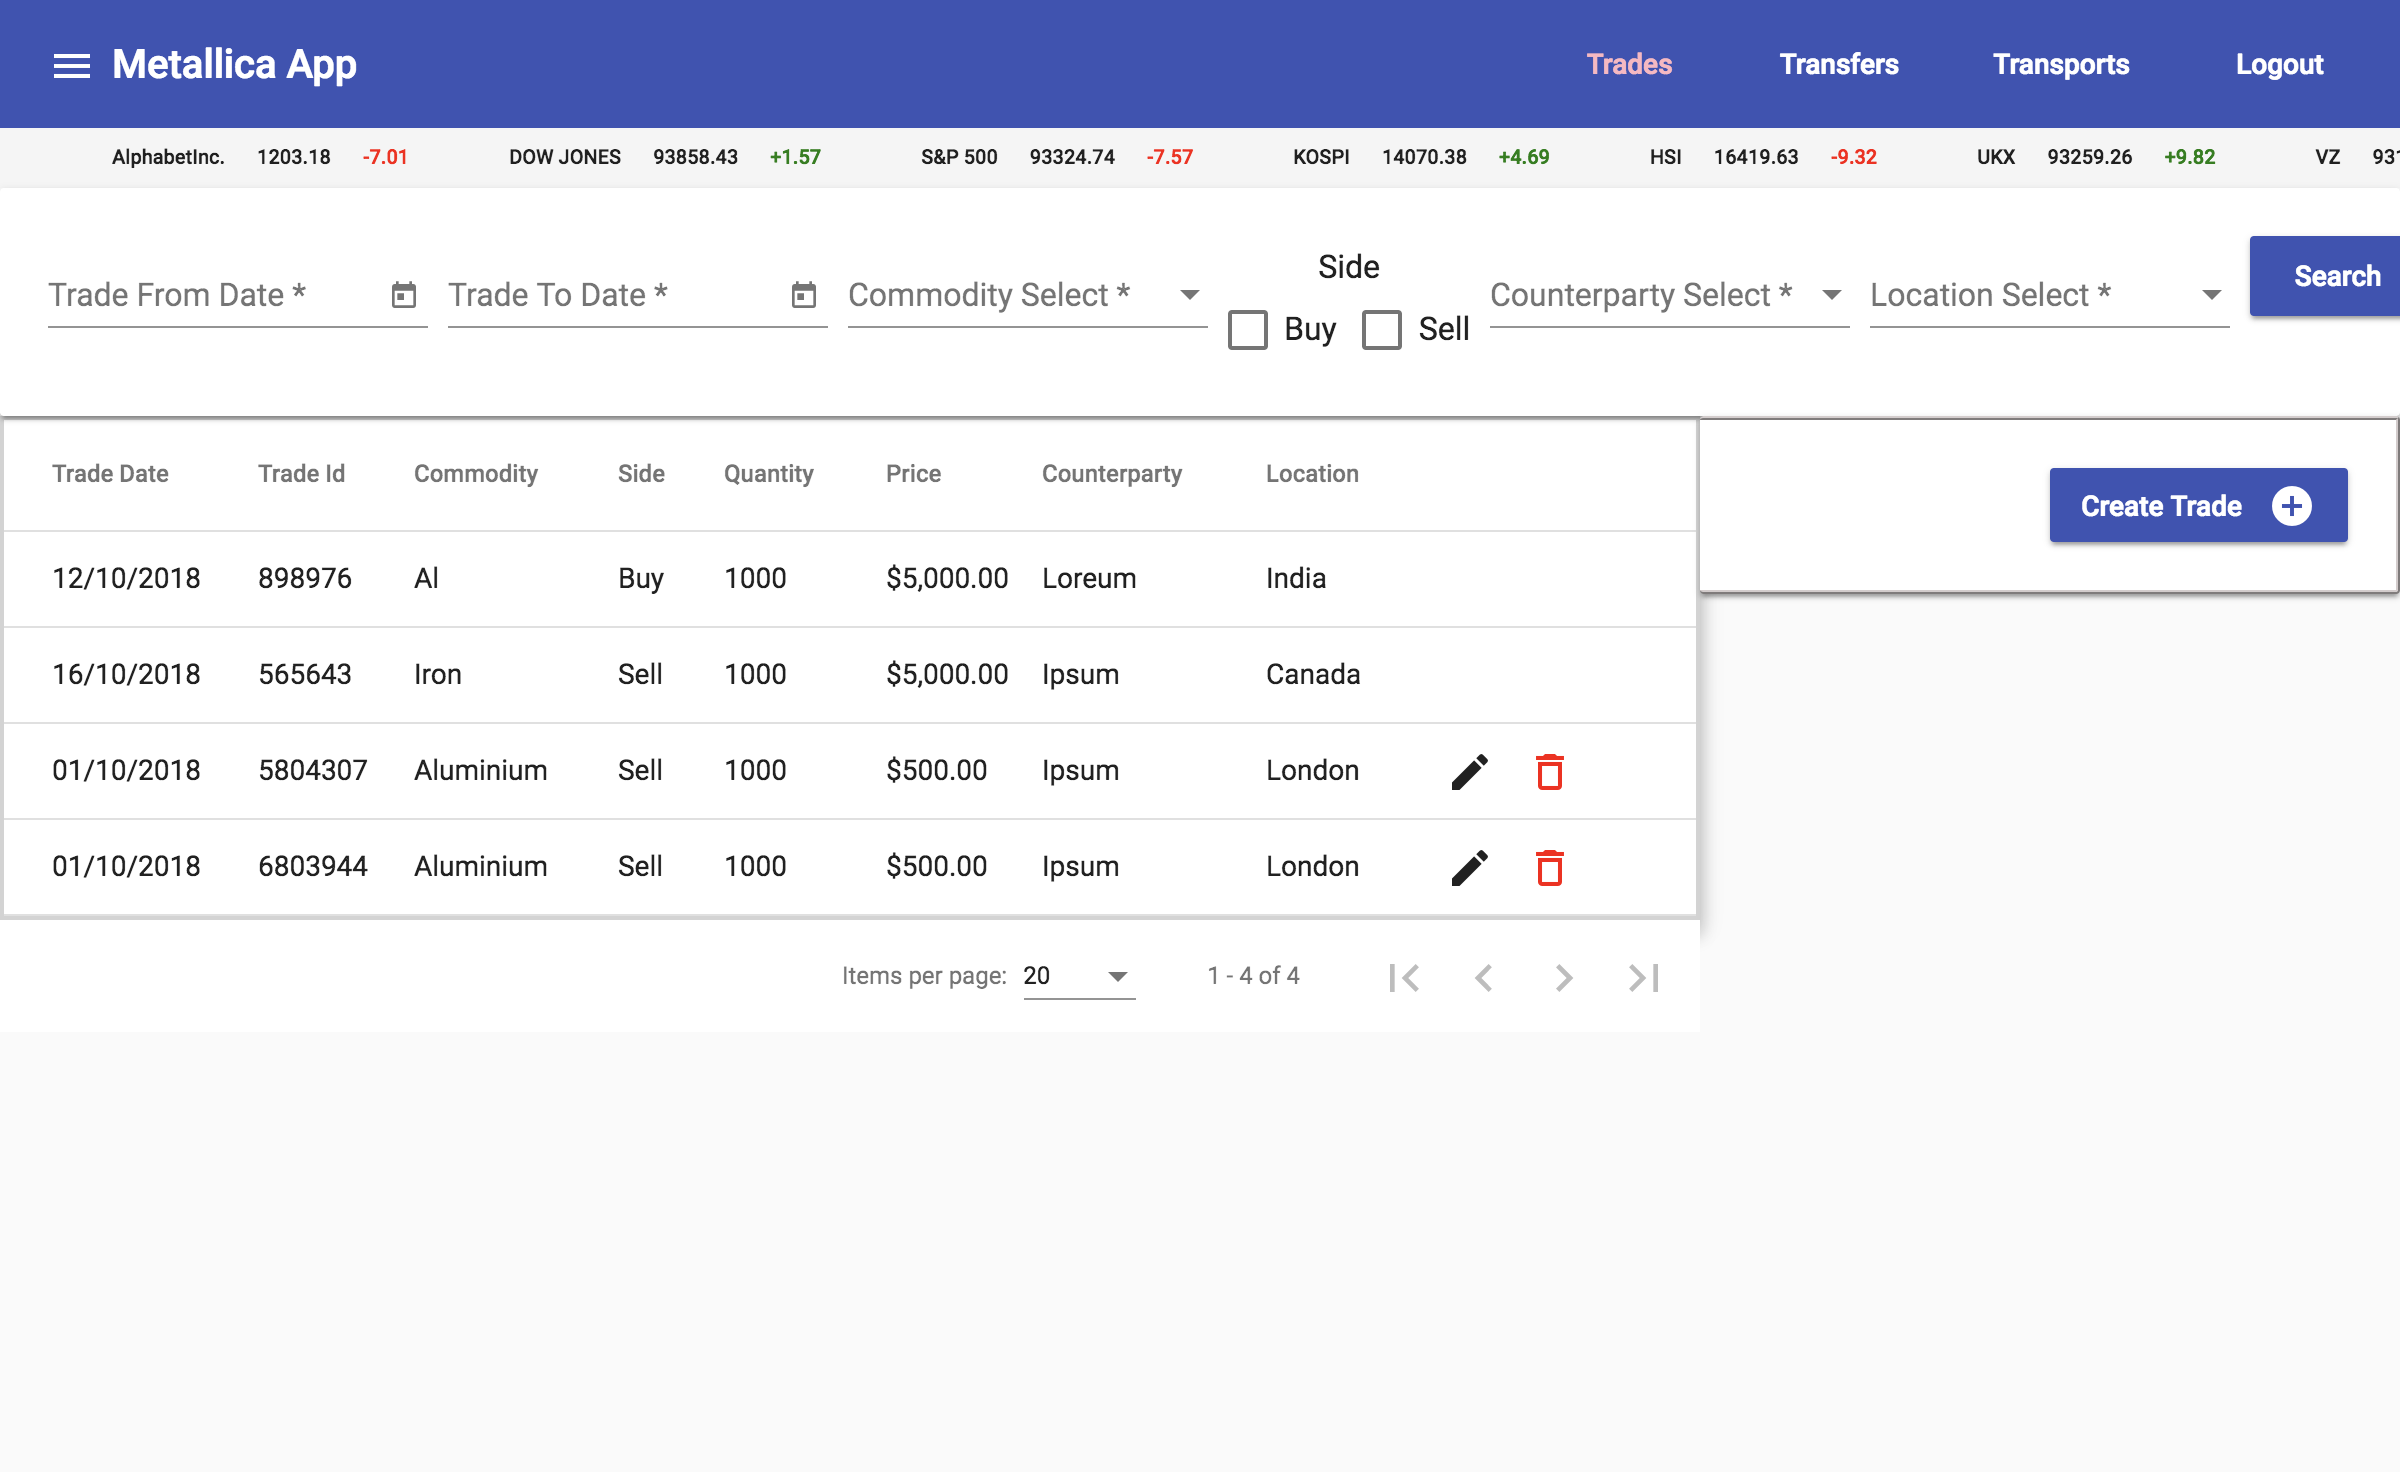 Metallica App Trades Transfers Transports Logout
AlphabetInc. 1203.18 -7.01 DOW JONES 93858.43 +1.57 S&P 500 93324.74 -7.57 KOSPI 14070.38 +4.69 HSI 16419.63 -9.32 UKX 93259.26 +9.82 VZ
Side
Trade From Date * Trade To Date * Commodity Select * Counterparty Select * Location Select * Search
Buy Sell
Trade Date Trade Id Commodity Side Quantity Price Counterparty Location
Create Trade
12/10/2018 898976 Al Buy 1000 $5,000.00 Loreum India
16/10/2018 565643 Iron Sell 1000 $5,000.00 Ipsum Canada
01/10/2018 5804307 Aluminium Sell 1000 $500.00 Ipsum London
01/10/2018 6803944 Aluminium Sell 1000 $500.00 Ipsum London
Items per page: 20 1 - 4 of 4